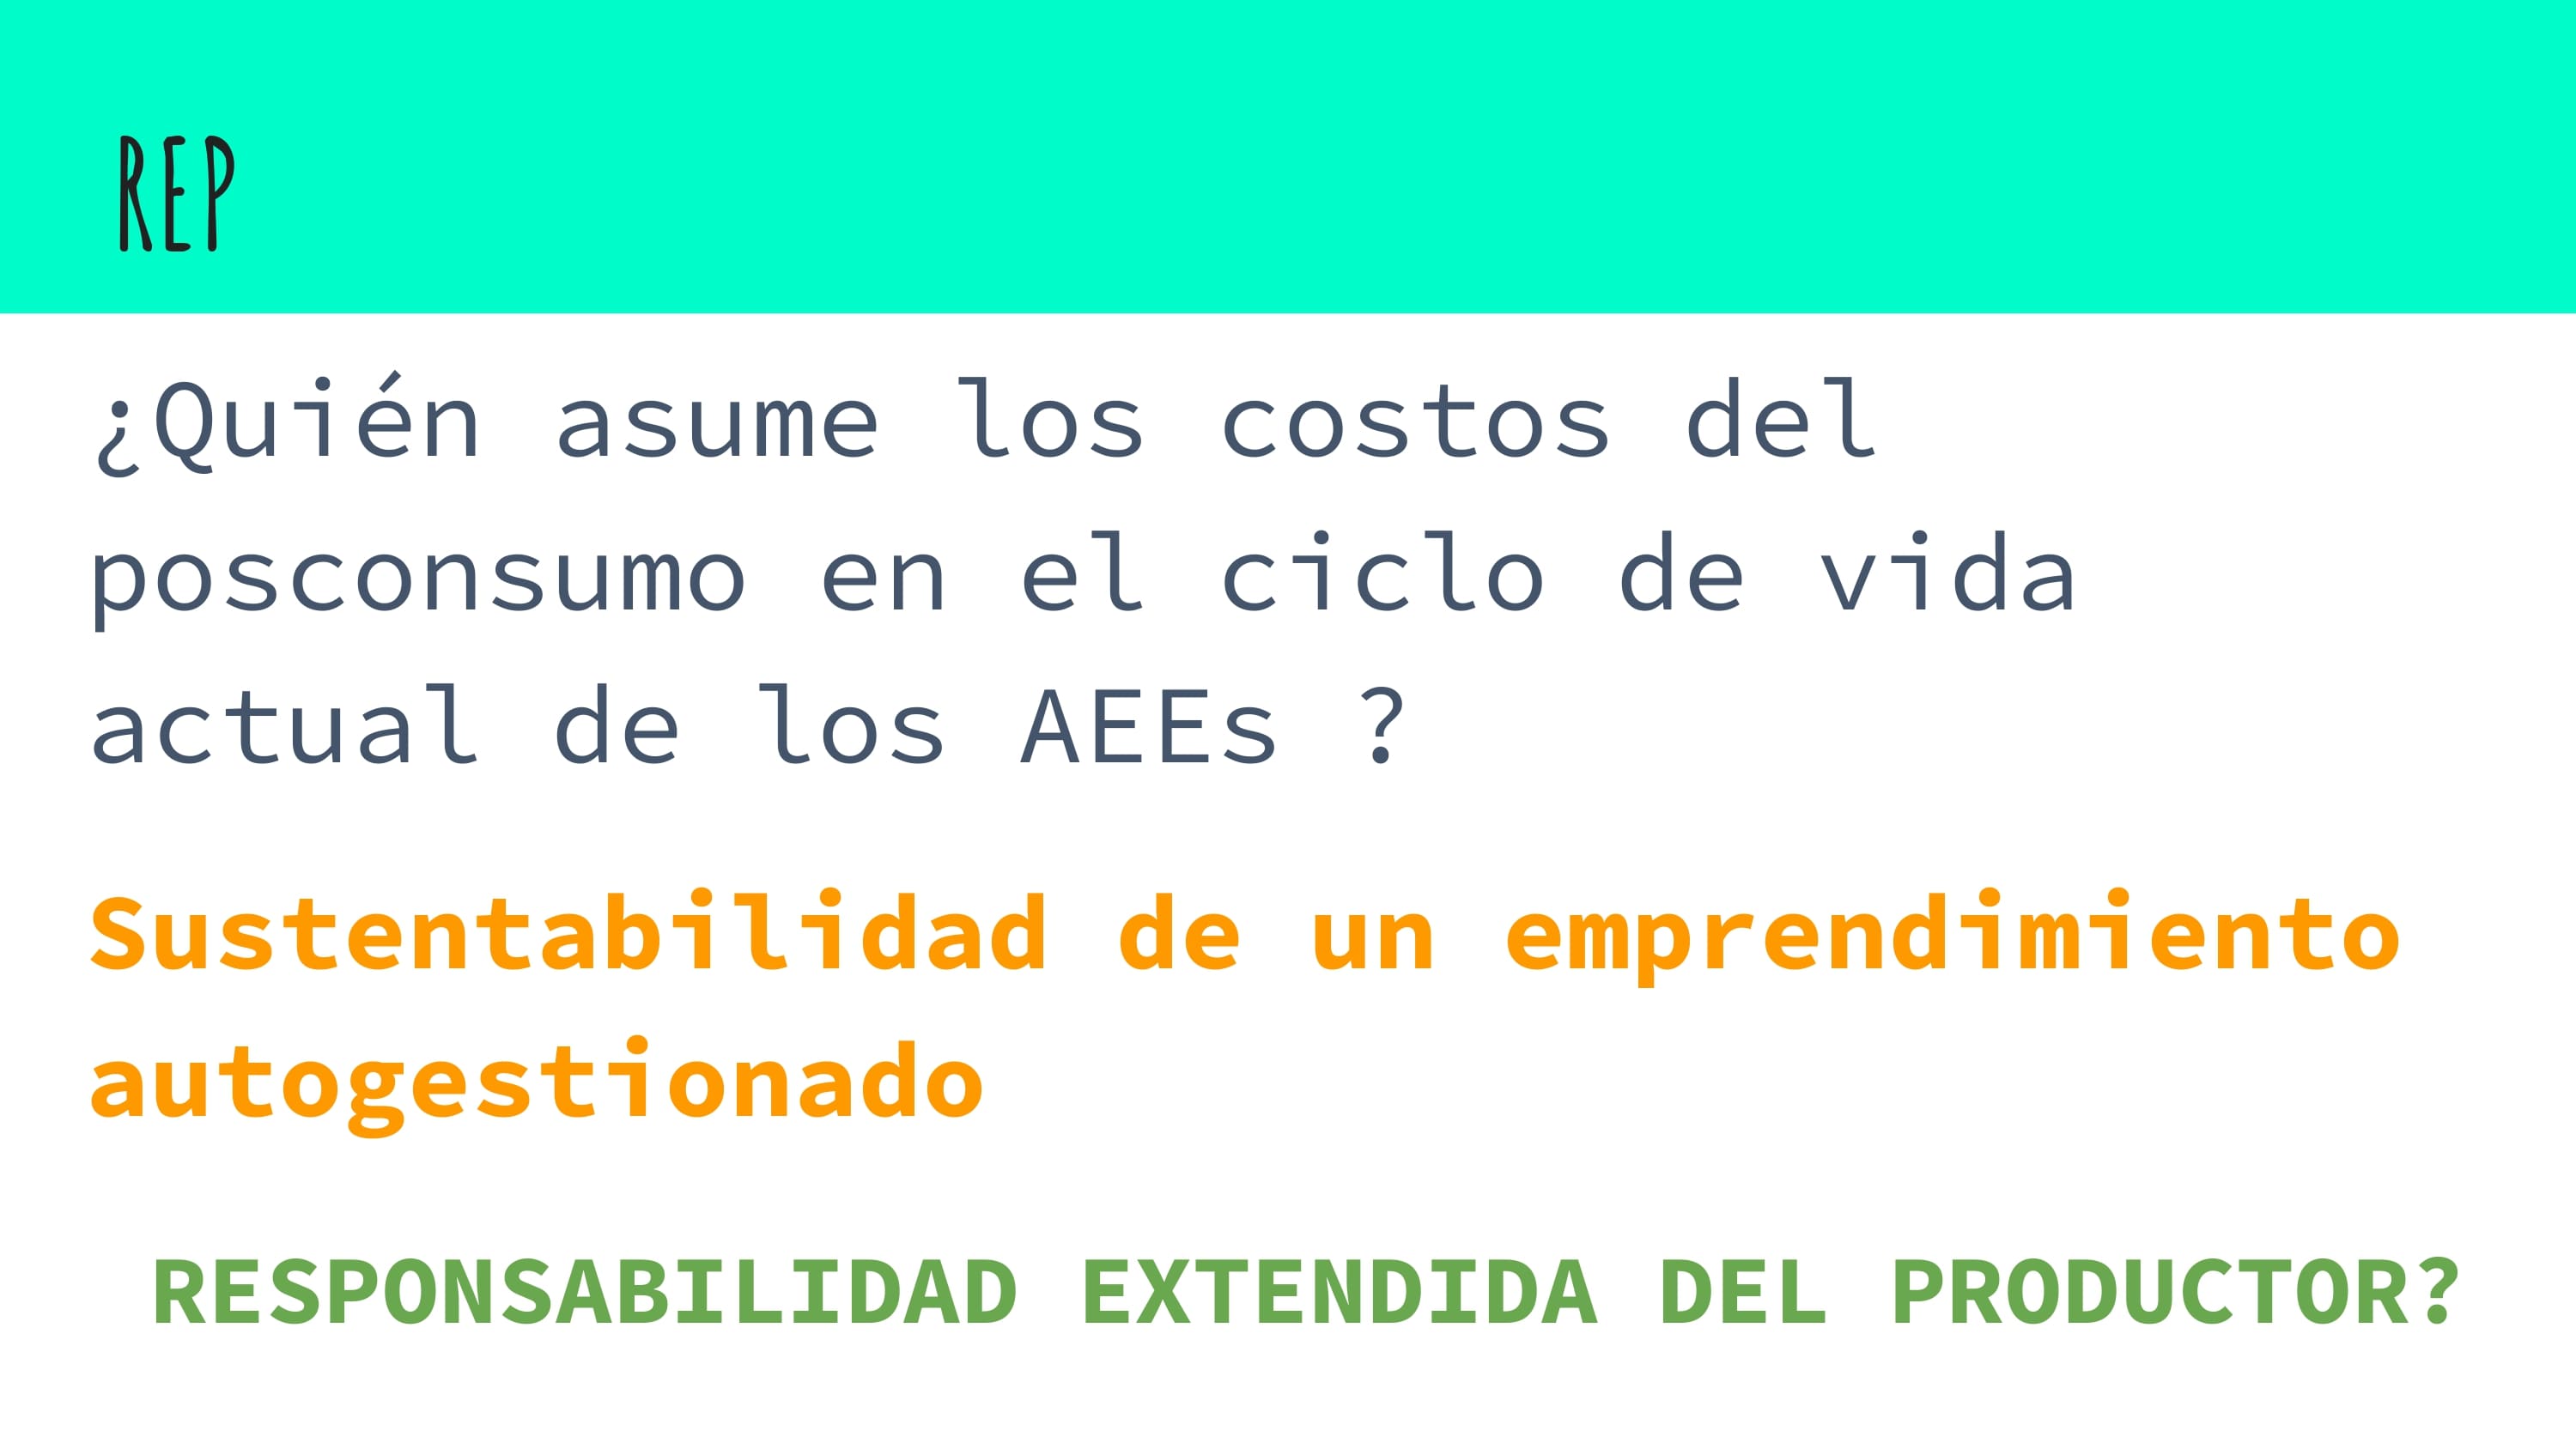 REP
¿Quién asume los costos del
posconsumo en el ciclo de vida
actual de los AEEs ?
Sustentabilidad de un emprendimiento
autogestionado
RESPONSABILIDAD EXTENDIDA DEL PRODUCTOR?